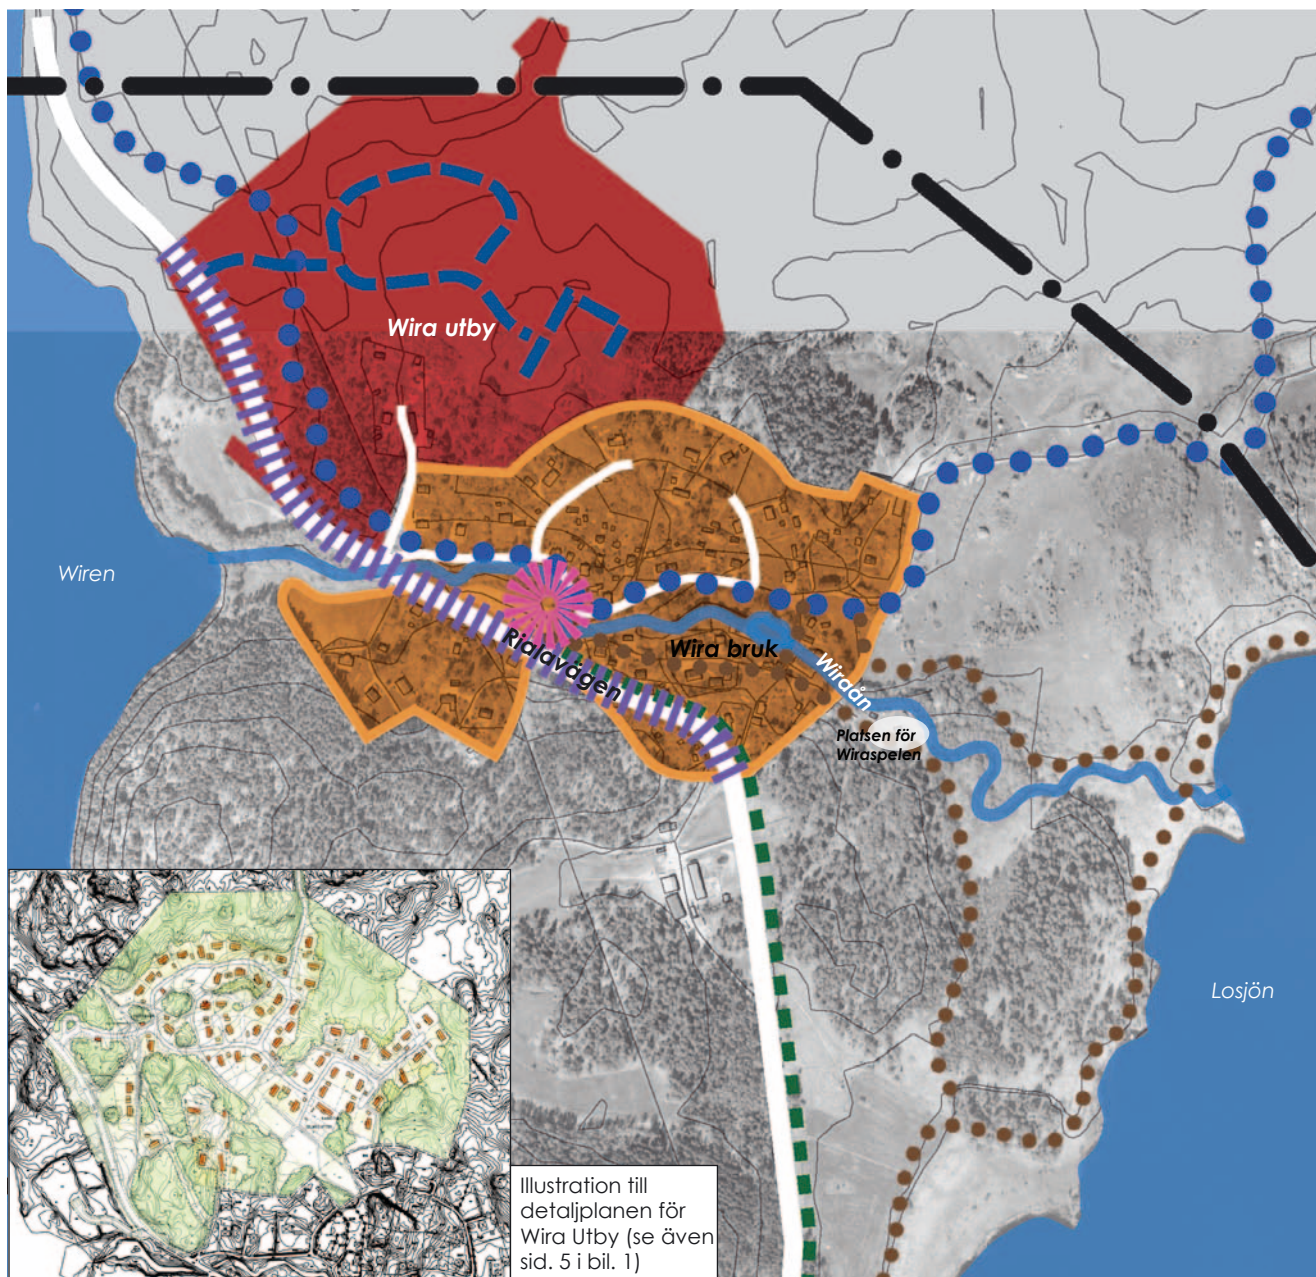 Wira utby
Wiren
Rialavägen
Wira bruk
Wiraån
Platsen för
Wiraspelen
Losjön
Illustration till
detaljplanen för
Wira Utby (se även
sid. 5 i bil. 1)